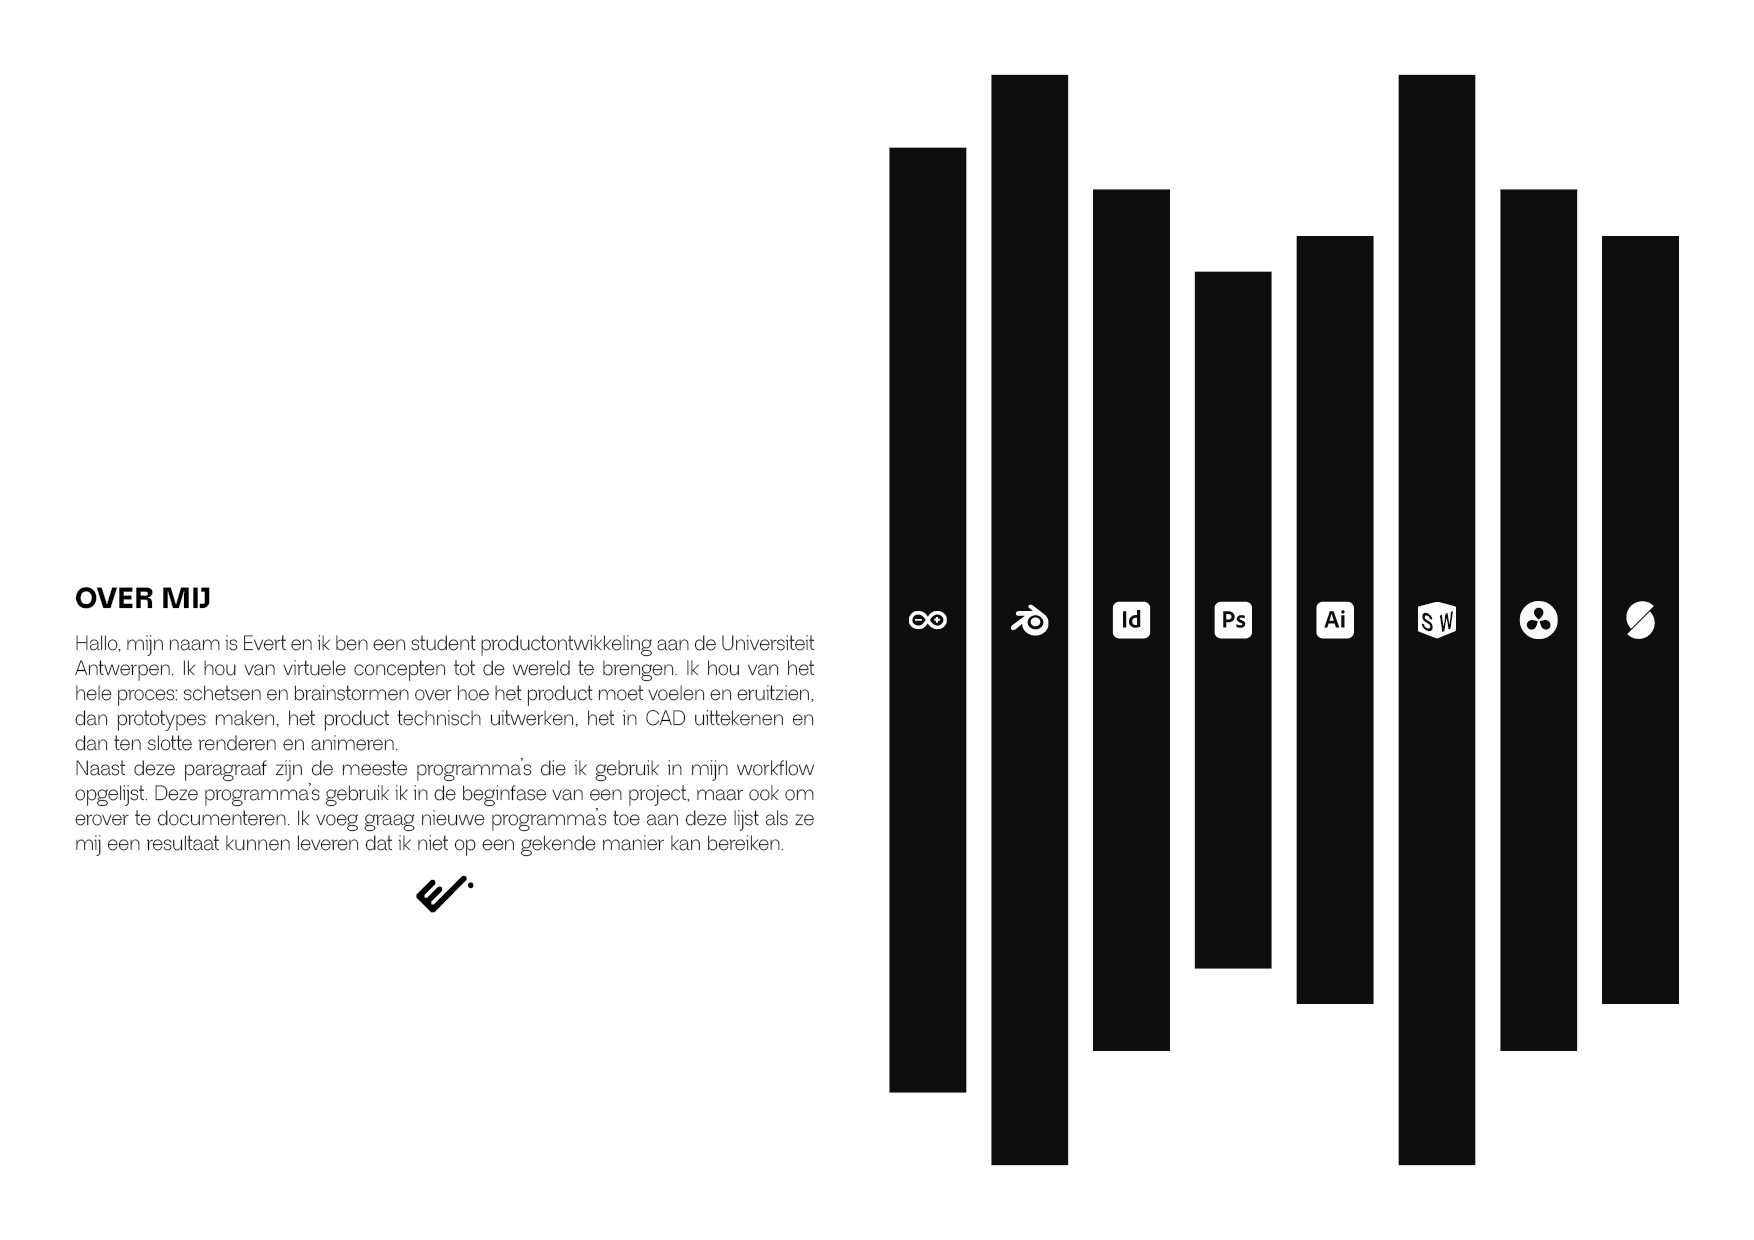 OVER MIJ
Hallo, mijn naam is Evert en ik ben een student productontwikkeling aan de Universiteit
Antwerpen. Ik hou van virtuele concepten tot de wereld te brengen. Ik hou van het
hele proces: schetsen en brainstormen over hoe het product moet voelen en eruitzien,
dan prototypes maken, het product technisch uitwerken, het in CAD uittekenen en
dan ten slotte renderen en animeren.
Naast deze paragraaf zijn de meeste programma's die ik gebruik in mijn workflow
opgelijst. Deze programma's gebruik ik in de beginfase van een project, maar ook om
erover te documenteren. Ik voeg graag nieuwe programma's toe aan deze lijst als ze
mij een resultaat kunnen leveren dat ik niet op een gekende manier kan bereiken.
Id Ps Ai SW